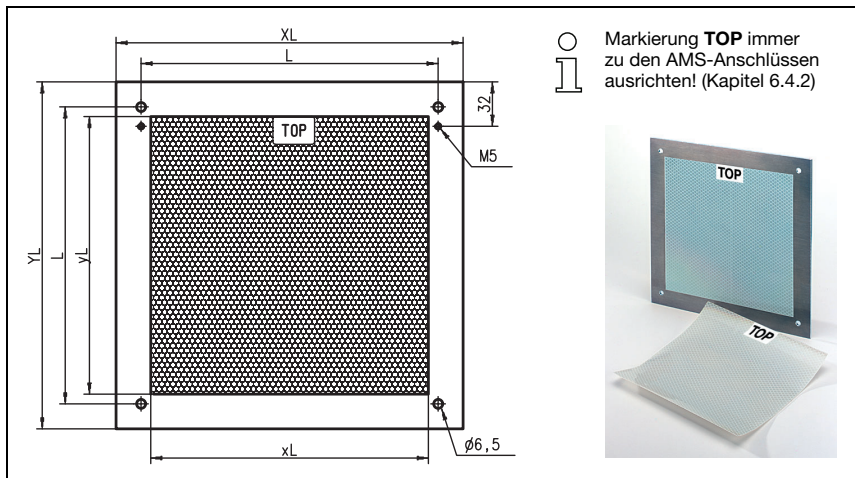 XL
L
32
TOP
M5
YL
L
yL
xL
Ø6,5
Markierung TOP immer
zu den AMS-Anschlüssen
ausrichten! (Kapitel 6.4.2)
TOP
TOP